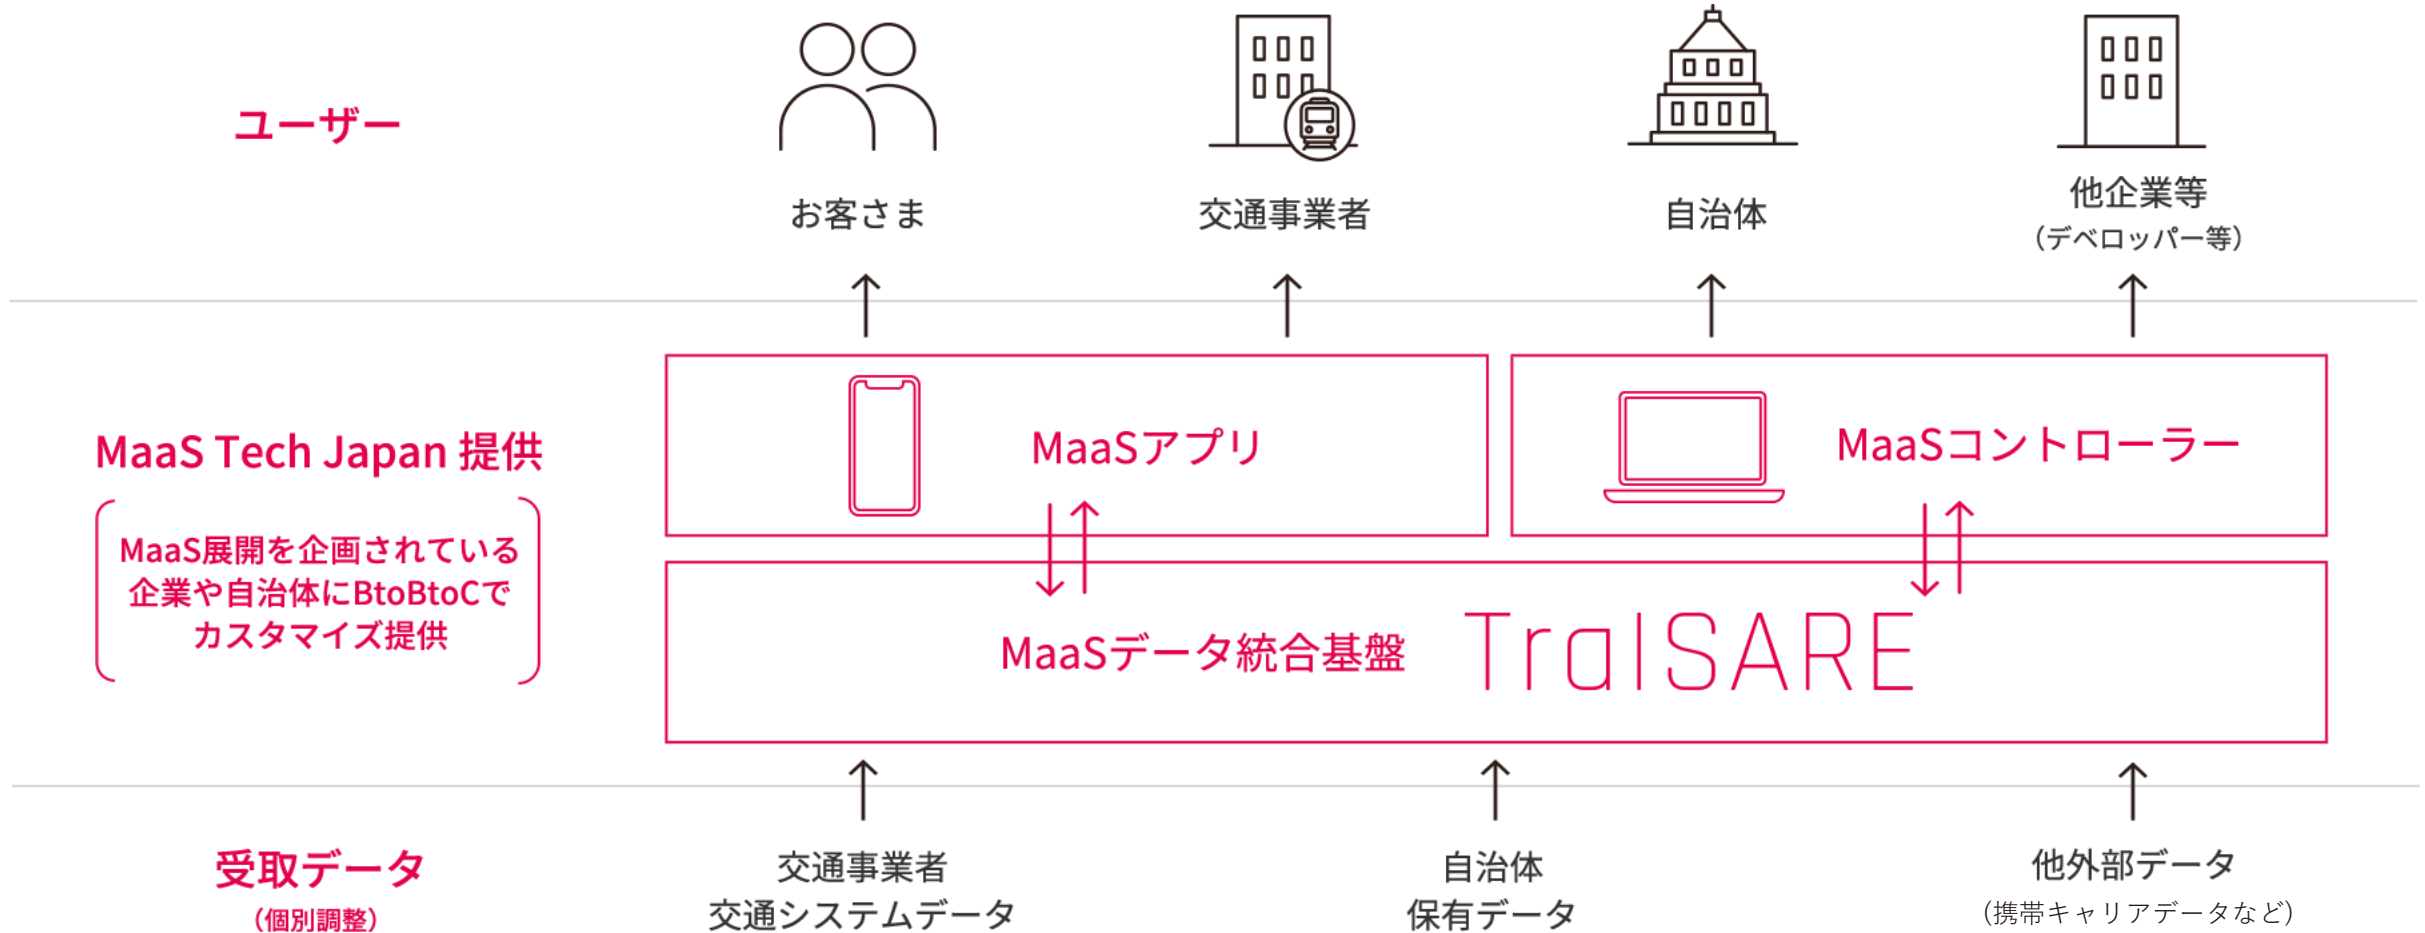 ユーザー
お客さま
交通事業者
自治体
他企業等
（デベロッパー等）
MaaS Tech Japan 提供
MaaS展開を企画されている
企業や自治体にBtoBtoCで
カスタマイズ提供
MaaSアプリ
MaaSコントローラー
MaaSデータ統合基盤
TraISARE
受取データ
（個別調整）
交通事業者
交通システムデータ
自治体
保有データ
他外部データ
（携帯キャリアデータなど）